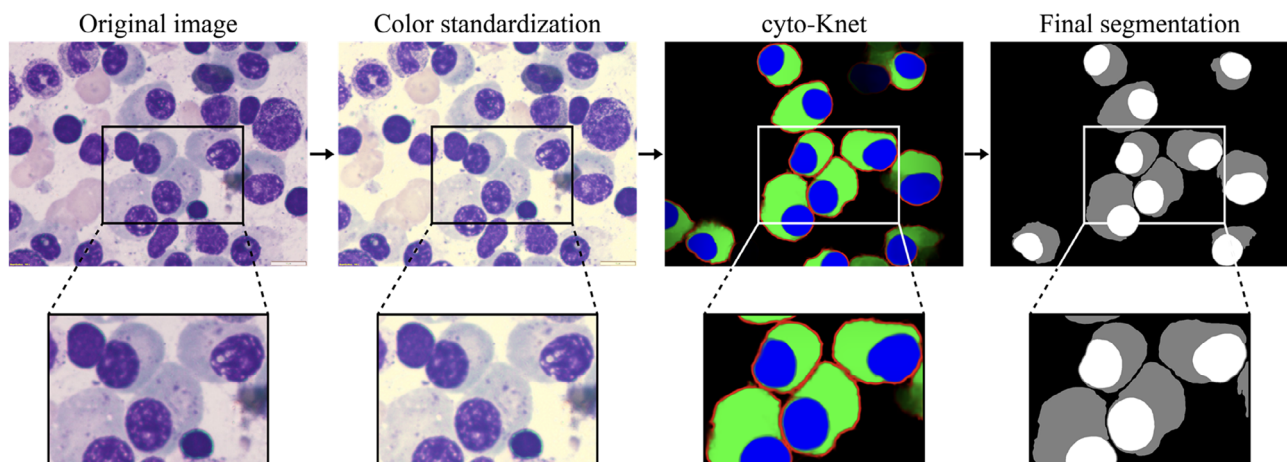 Original image
Color standardization
cyto-Knet
Final segmentation